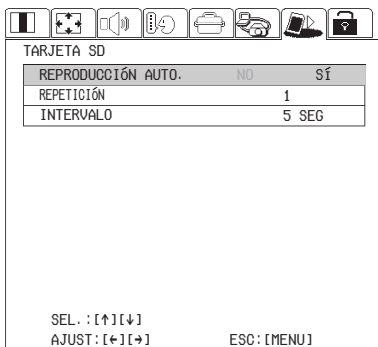 TARJETA SD
REPRODUCCIÓN AUTO. NO SÍ
REPETICIÓN 1
INTERVALO 5 SEG
SEL.:[↑][↓]
AJUST:[←][→] ESC:[MENU]